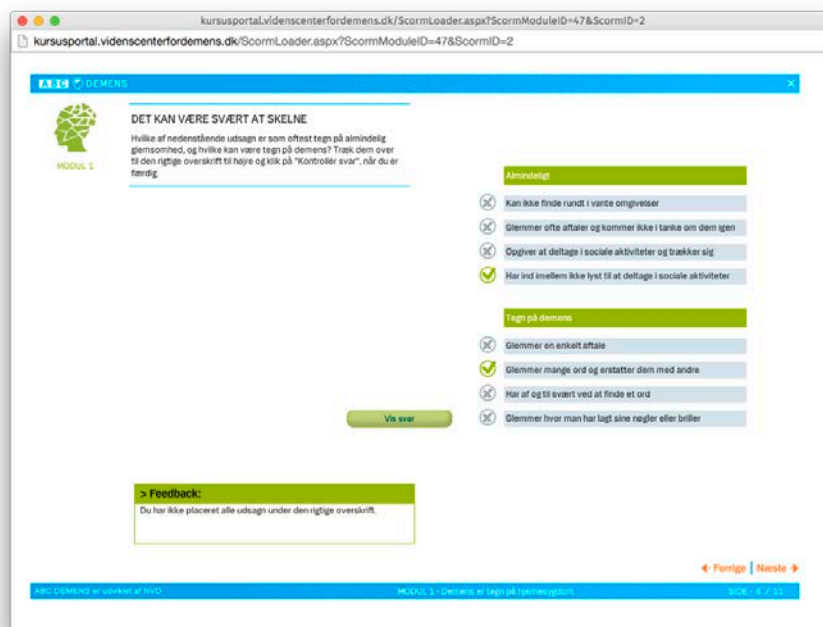 kursusportal.videnscenterfordemens.dk/ScormLoader.aspx?ScormModuleID=47&ScormID=2
kursusportal.videnscenterfordemens.dk/ScormLoader.aspx?ScormModuleID=47&ScormID=2
ABC DEMENS
MODUL 1
DET KAN VÆRE SVÆRT AT SKELNE
Hvilke af nedenstående udsagn er som oftest tegn på almindelig
glemsomhed, og hvilke kan være tegn på demens? Træk dem over
til den rigtige overskrift til højre og klik på "Kontrollér svar", når du er
færdig.
Almindeligt
Kan ikke finde rundt i vante omgivelser
Glemmer ofte aftaler og kommer ikke i tanke om dem igen
Opgiver at deltage i sociale aktiviteter og trækker sig
Har ind imellem ikke lyst til at deltage i sociale aktiviteter
Tegn på demens
Glemmer en enkelt aftale
Glemmer mange ord og erstatter dem med andre
Har af og til svært ved at finde et ord
Glemmer hvor man har lagt sine nøgler eller briller
Vis svar
> Feedback:
Du har ikke placeret alle udsagn under den rigtige overskrift.
Forrige | Næste
ABC DEMENS er udviklet af NVD
MODUL 1 - Demens er tegn på hjernesygdom
SIDE - 4 / 11